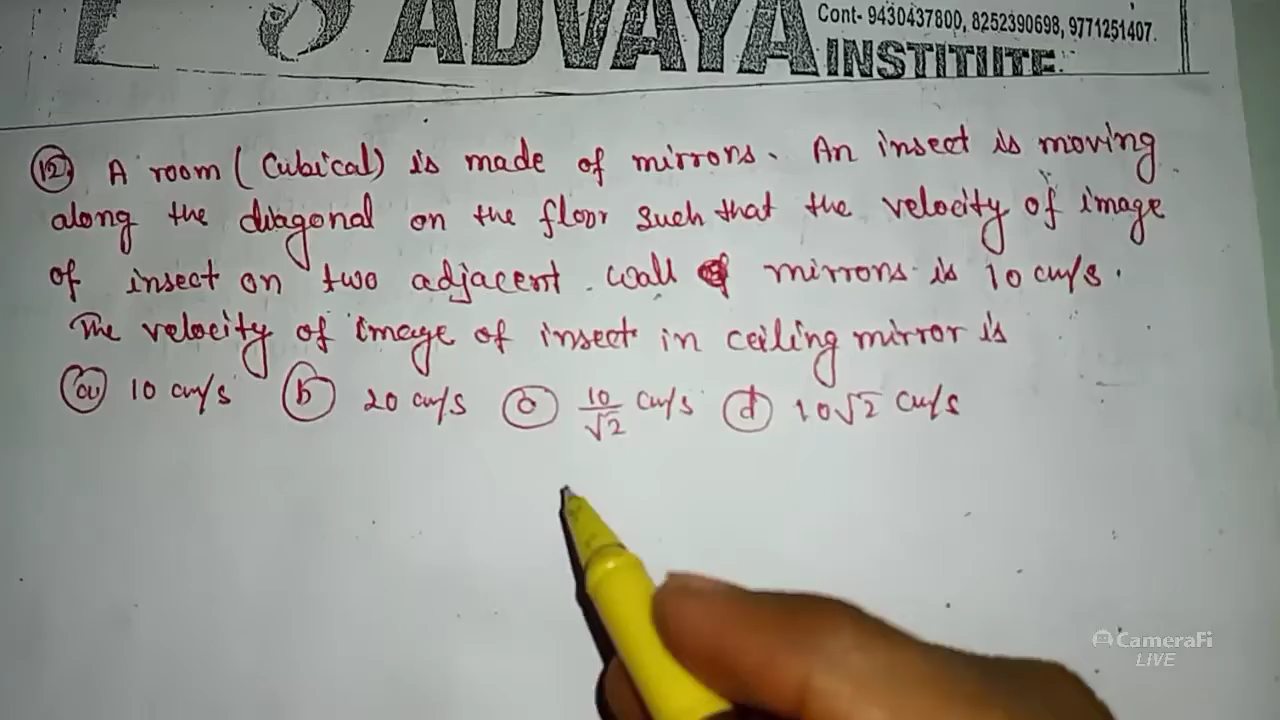 ADVAYA
Cont- 9430437800, 8252390698, 9771251407.
INSTITUTE
(12) A room (Cubical) is made of mirrors. An insect is moving
along the diagonal on the floor such that the velocity of image
of insect on two adjacent wall mirrors is 10 cm/s.
The velocity of image of insect in ceiling mirror is
(a) 10 cm/s (b) 20 cm/s (c) 10/√2 cm/s (d) 10√2 cm/s
CameraFi
LIVE